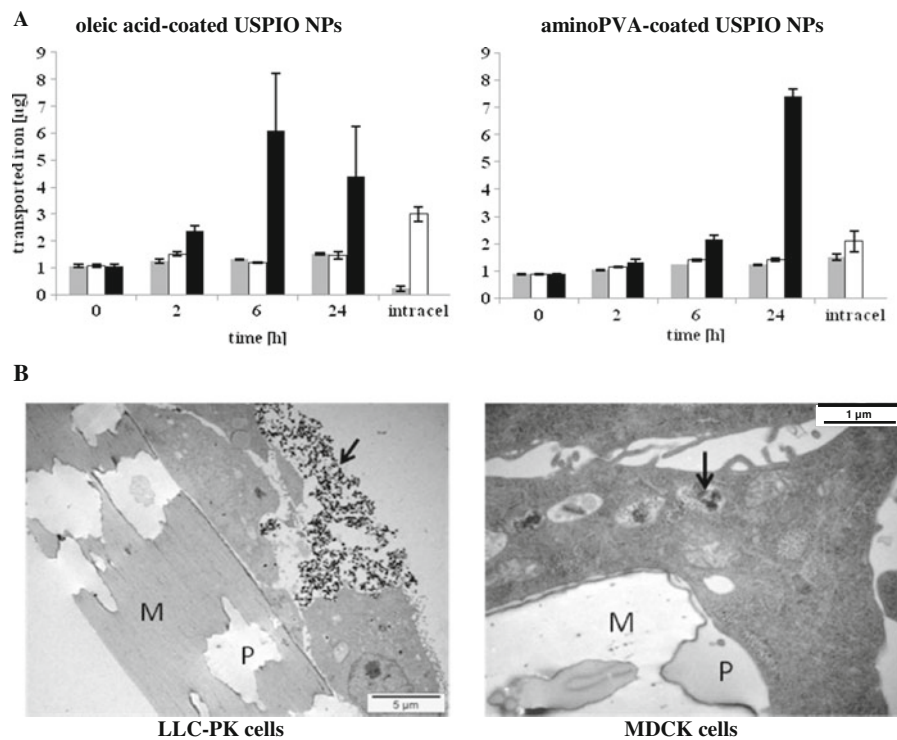 A
oleic acid-coated USPIO NPs
aminoPVA-coated USPIO NPs
transported iron [µg]
9
8
7
6
5
4
3
2
1
0
0 2 6 24 intracel
time [h]
9
8
7
6
5
4
3
2
1
0
0 2 6 24 intracel
time [h]
B
M
P
5 µm
LLC-PK cells
1 µm
M
P
MDCK cells